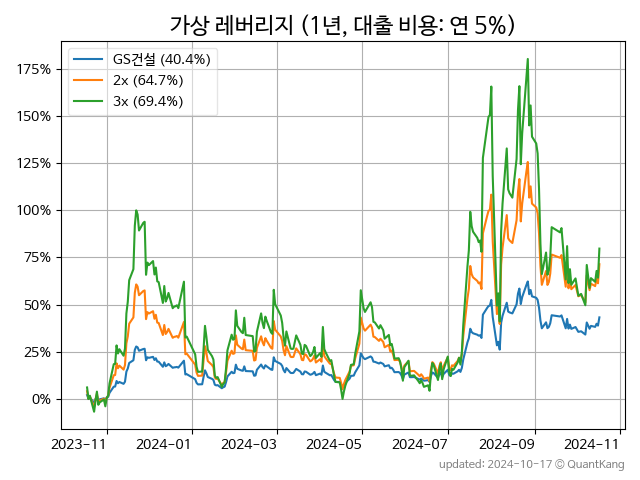 가상 레버리지 (1년, 대출 비용: 연 5%)
GS건설 (40.4%)
2x (64.7%)
3x (69.4%)
175%
150%
125%
100%
75%
50%
25%
0%
2023-11 2024-01 2024-03 2024-05 2024-07 2024-09 2024-11
updated: 2024-10-17 © QuantKang